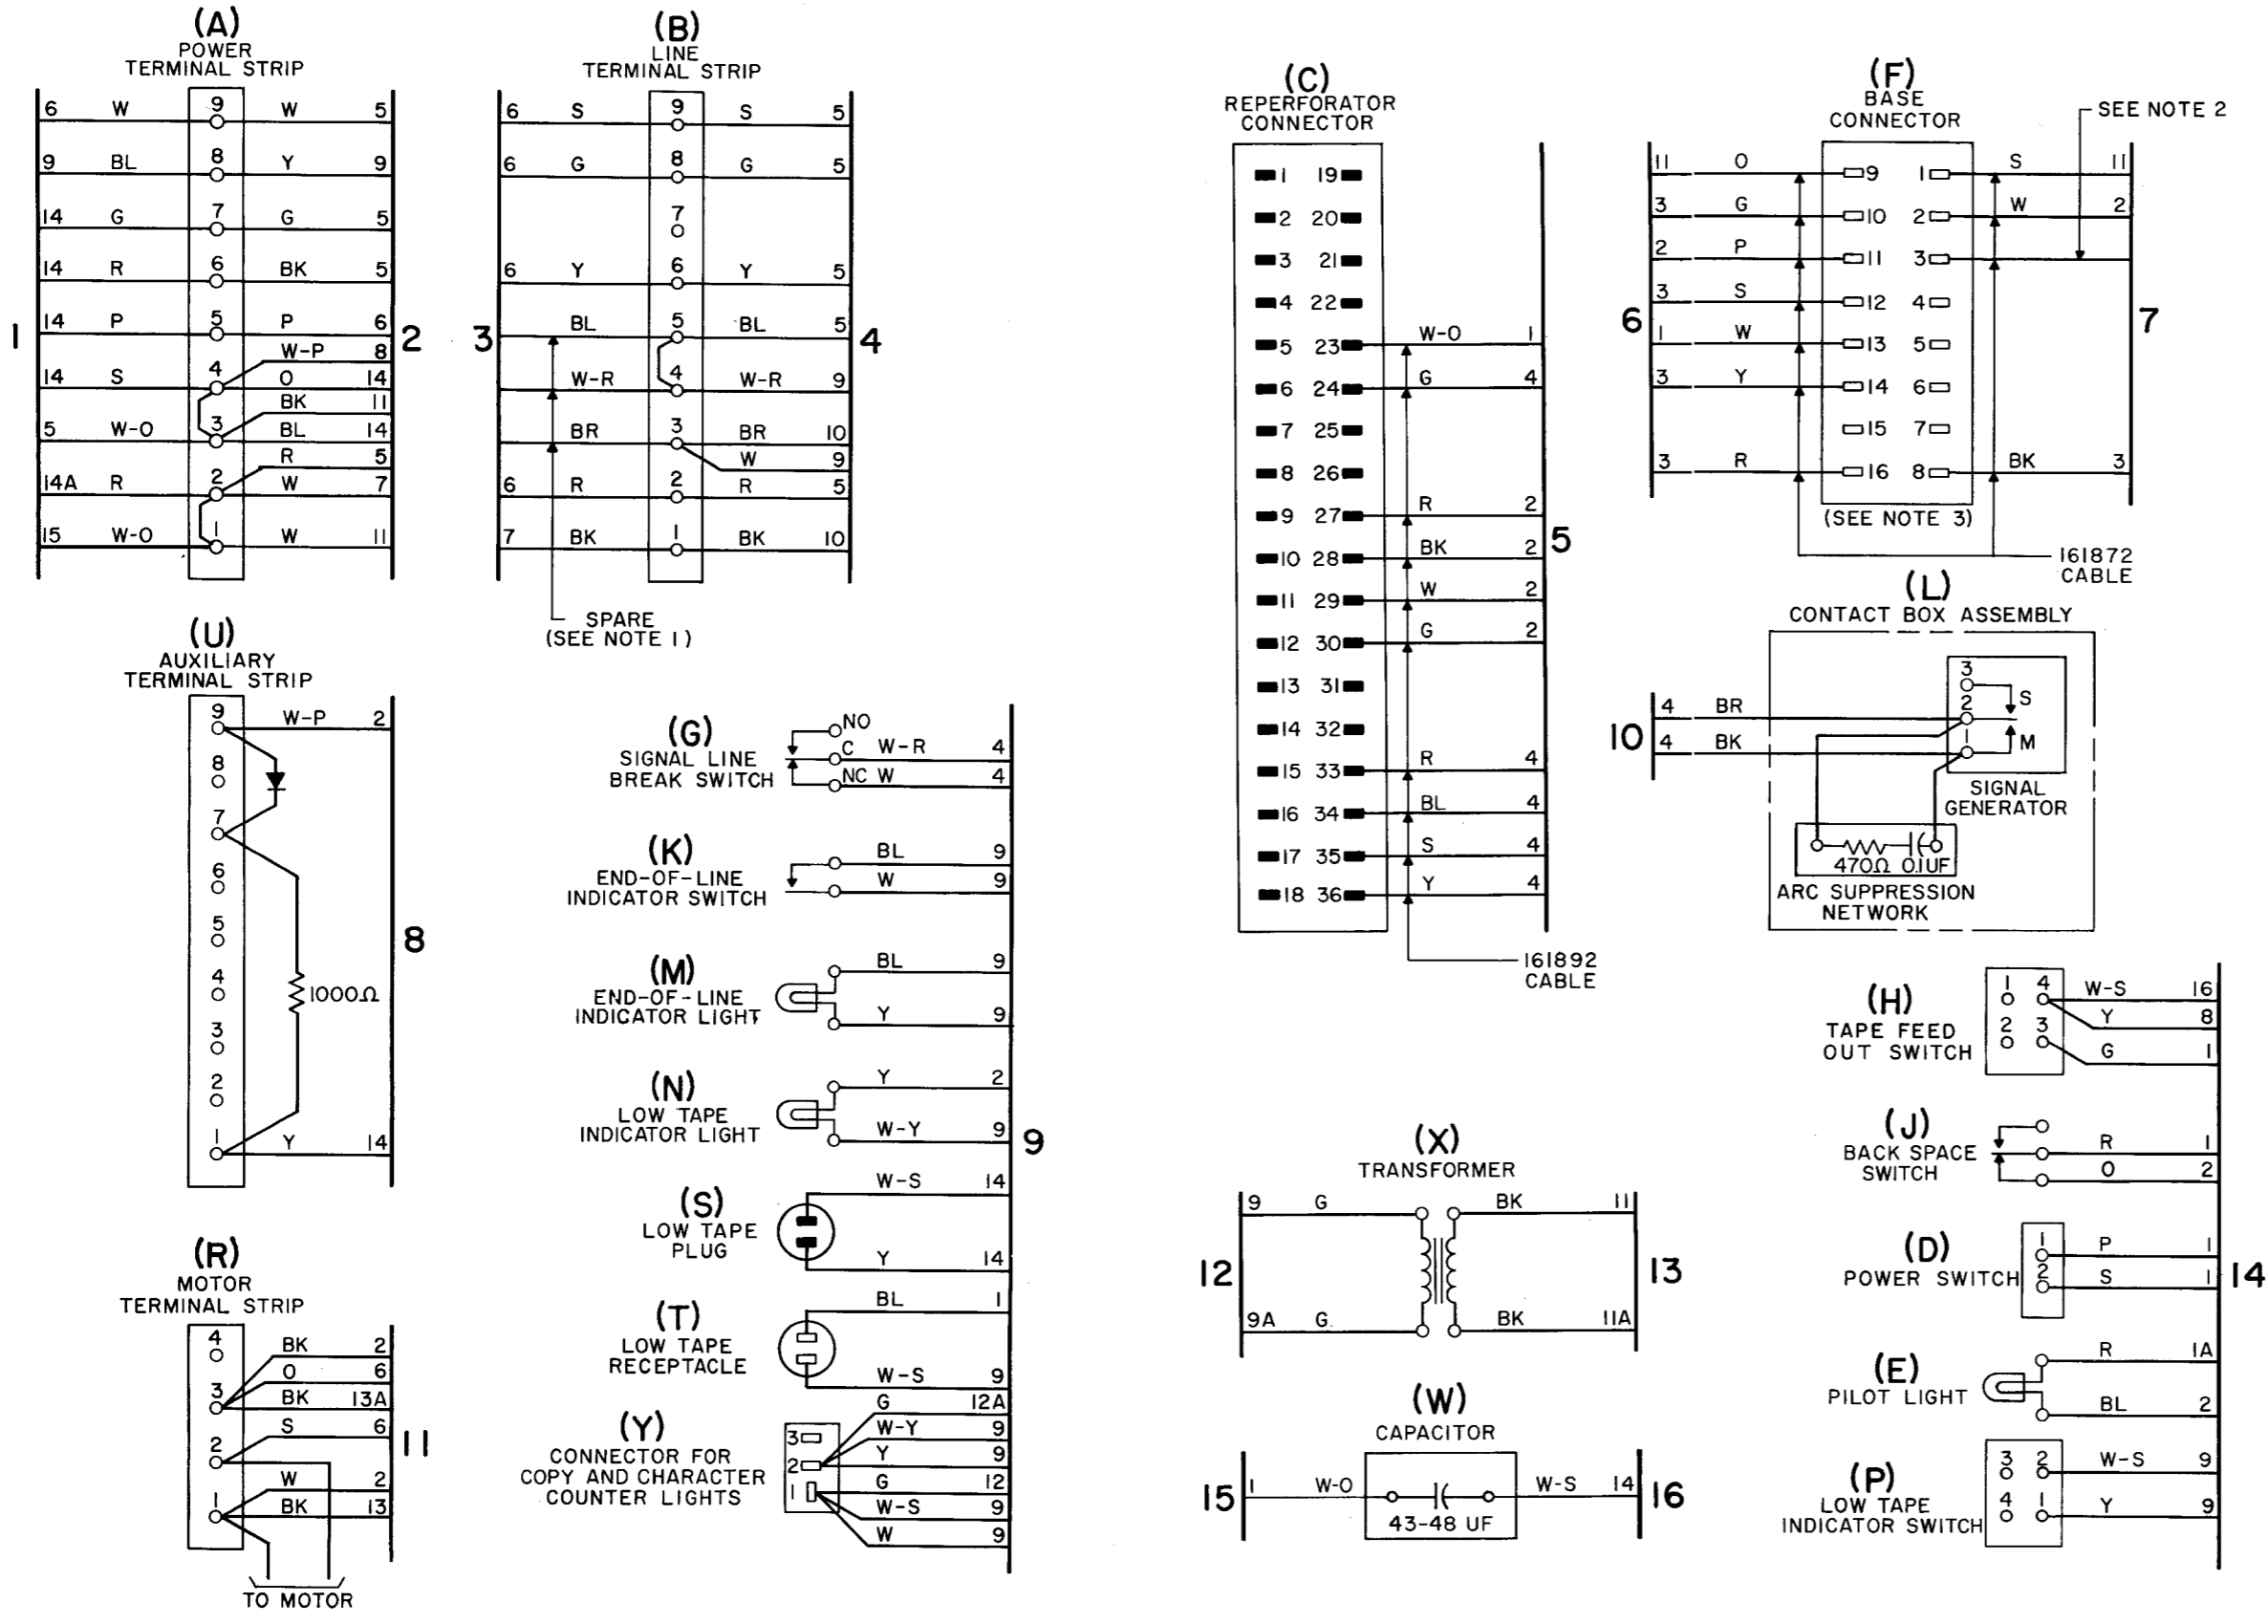 (A)
POWER
TERMINAL STRIP
6 W 9 W 5
9 BL 8 Y 9
14 G 7 G 5
14 R 6 BK 5
1 14 P 5 P 6 2
W-P 8
14 S 4 O 14
BK 11
5 W-O 3 BL 14
R 5
14A R 2 W 7
15 W-O 1 W 11
(B)
LINE
TERMINAL STRIP
6 S 9 S 5
6 G 8 G 5
7
6 Y 6 Y 5
3 BL 5 BL 5 4
W-R 4 W-R 9
BR 3 BR 10
W 9
6 R 2 R 5
7 BK 1 BK 10
SPARE
(SEE NOTE 1)
(C)
REPERFORATOR
CONNECTOR
1 19
2 20
3 21
4 22
5 23 W-O 1
6 24 G 4
7 25
8 26
9 27 R 2
10 28 BK 2 5
11 29 W 2
12 30 G 2
13 31
14 32
15 33 R 4
16 34 BL 4
17 35 S 4
18 36 Y 4
161892
CABLE
(F)
BASE
CONNECTOR
SEE NOTE 2
11 O 9 1 S 11
3 G 10 2 W 2
2 P 11 3
3 S 12 4
6 7
1 W 13 5
3 Y 14 6
15 7
3 R 16 8 BK 3
(SEE NOTE 3)
161872
CABLE
(U)
AUXILIARY
TERMINAL STRIP
9 W-P 2
8
7
6
5
8
4
1000Ω
3
2
1 Y 14
(G)
SIGNAL LINE
BREAK SWITCH
NO
C W-R 4
NC W 4
(K)
END-OF-LINE
INDICATOR SWITCH
BL 9
W 9
(M)
END-OF-LINE
INDICATOR LIGHT
BL 9
Y 9
(N)
LOW TAPE
INDICATOR LIGHT
Y 2
W-Y 9
9
(S)
LOW TAPE
PLUG
W-S 14
Y 14
(T)
LOW TAPE
RECEPTACLE
BL 1
W-S 9
(Y)
CONNECTOR FOR
COPY AND CHARACTER
COUNTER LIGHTS
G 12A
3 W-Y 9
2 Y 9
1 G 12
W-S 9
W 9
(L)
CONTACT BOX ASSEMBLY
3
S
4 BR 2
10
4 BK 1 M
SIGNAL
GENERATOR
470Ω 0.1UF
ARC SUPPRESSION
NETWORK
(R)
MOTOR
TERMINAL STRIP
4 BK 2
O 6
3 BK 13A
S 6
2 11
W 2
1 BK 13
TO MOTOR
(X)
TRANSFORMER
9 G BK 11
12 13
9A G BK 11A
(W)
CAPACITOR
15 1 W-O W-S 14 16
43-48 UF
(H)
TAPE FEED
OUT SWITCH
1 4 W-S 16
Y 8
2 3 G 1
(J)
BACK SPACE
SWITCH
R 1
O 2
(D)
POWER SWITCH
1 P 1
2 S 1
14
(E)
PILOT LIGHT
R 1A
BL 2
(P)
LOW TAPE
INDICATOR SWITCH
3 2 W-S 9
4 1 Y 9